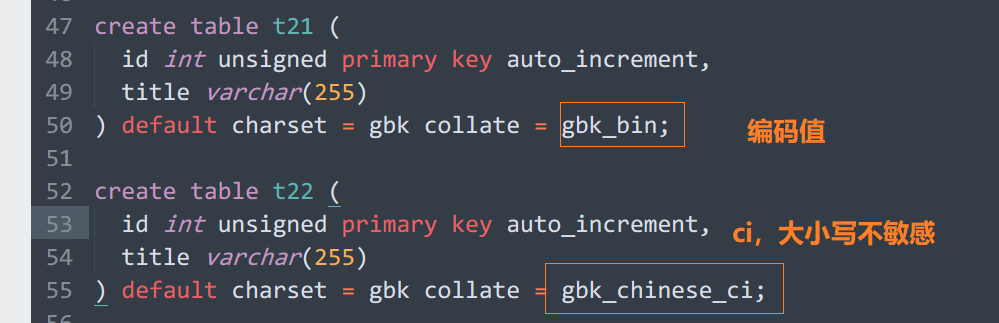 47 create table t21 (
48 id int unsigned primary key auto_increment,
49 title varchar(255)
50 ) default charset = gbk collate = gbk_bin;
编码值
51
52 create table t22 (
53 id int unsigned primary key auto_increment,
ci，大小写不敏感
54 title varchar(255)
55 ) default charset = gbk collate = gbk_chinese_ci;